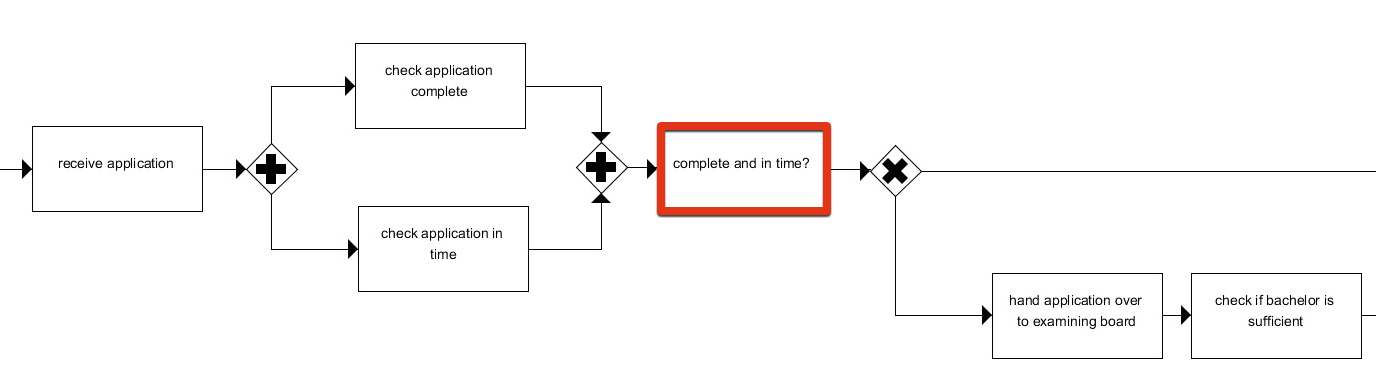 receive application
check application
complete
check application in
time
complete and in time?
hand application over
to examining board
check if bachelor is
sufficient